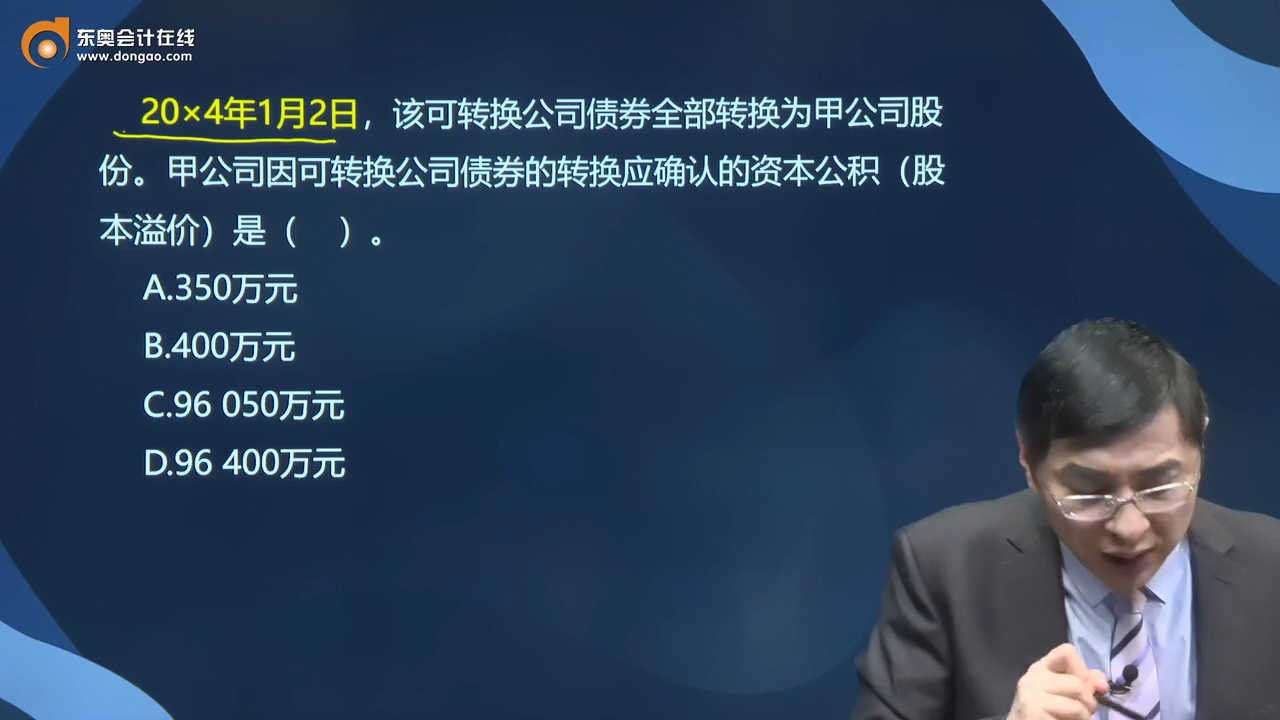 东奥会计在线
www.dongao.com
20×4年1月2日，该可转换公司债券全部转换为甲公司股
份。甲公司因可转换公司债券的转换应确认的资本公积（股
本溢价）是（　）。
A.350万元
B.400万元
C.96 050万元
D.96 400万元